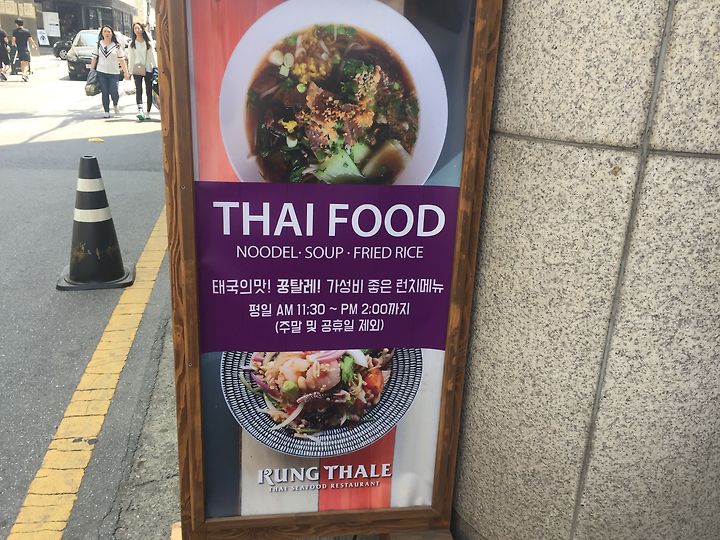 THAI FOOD
NOODEL· SOUP · FRIED RICE
태국의맛! 꿍탈레! 가성비 좋은 런치메뉴
평일 AM 11:30 ~ PM 2:00까지
(주말 및 공휴일 제외)
RUNG THALE
THAI SEAFOOD RESTAURANT